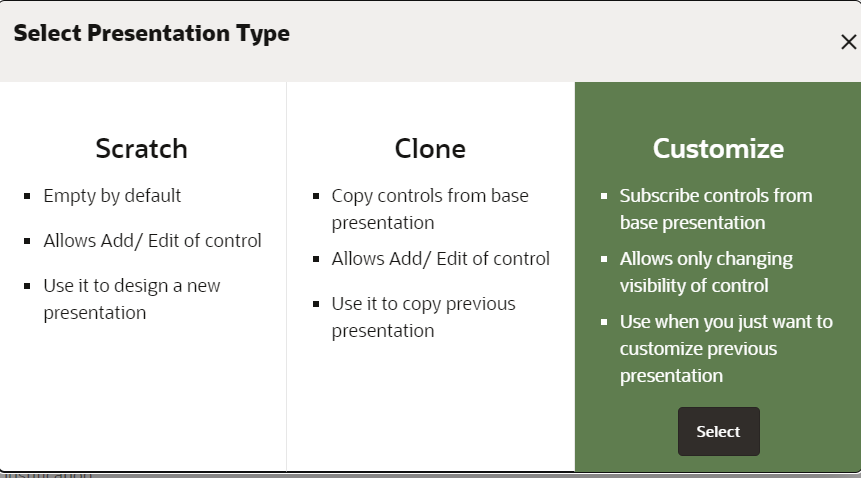 Select Presentation Type
Scratch
Empty by default
Allows Add/ Edit of control
Use it to design a new
presentation
Clone
Copy controls from base
presentation
Allows Add/ Edit of control
Use it to copy previous
presentation
Customize
Subscribe controls from
base presentation
Allows only changing
visibility of control
Use when you just want to
customize previous
presentation
Select